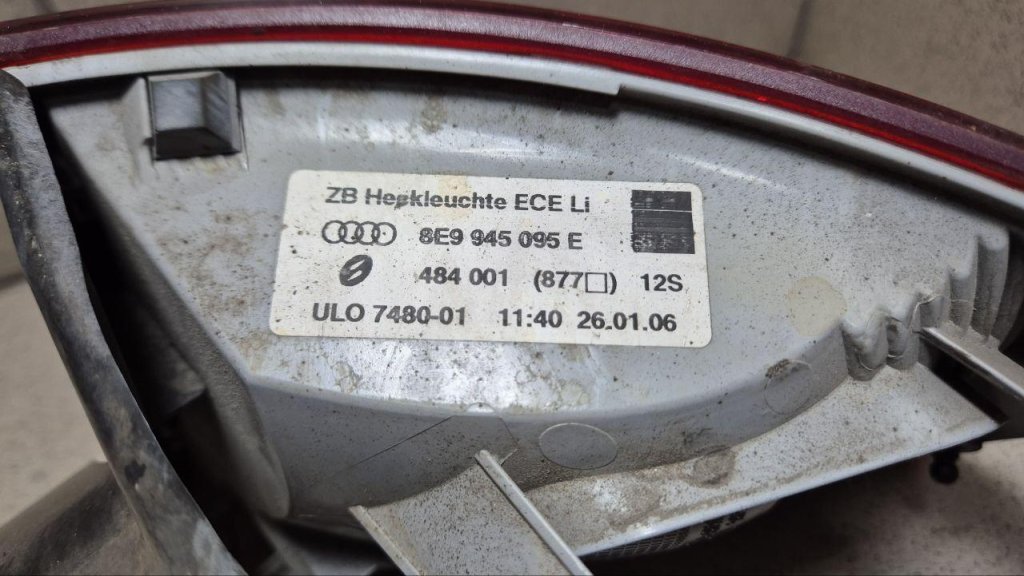 ZB Heckleuchte ECE Li
8E9 945 095 E
484 001 (877□) 12S
ULO 7480-01 11:40 26.01.06